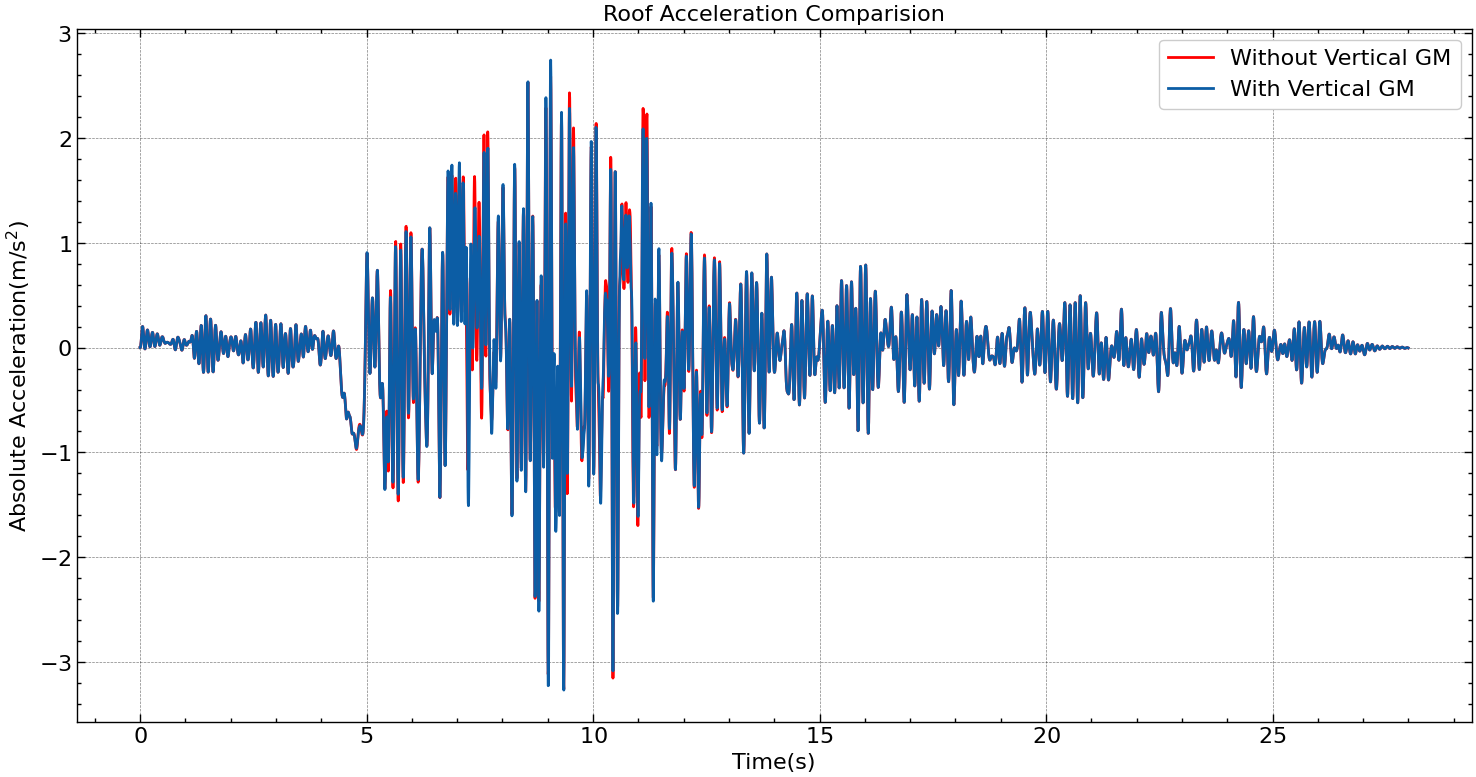 Roof Acceleration Comparision
Without Vertical GM
With Vertical GM
Absolute Acceleration(m/s²)
3
2
1
0
−1
−2
−3
0 5 10 15 20 25
Time(s)